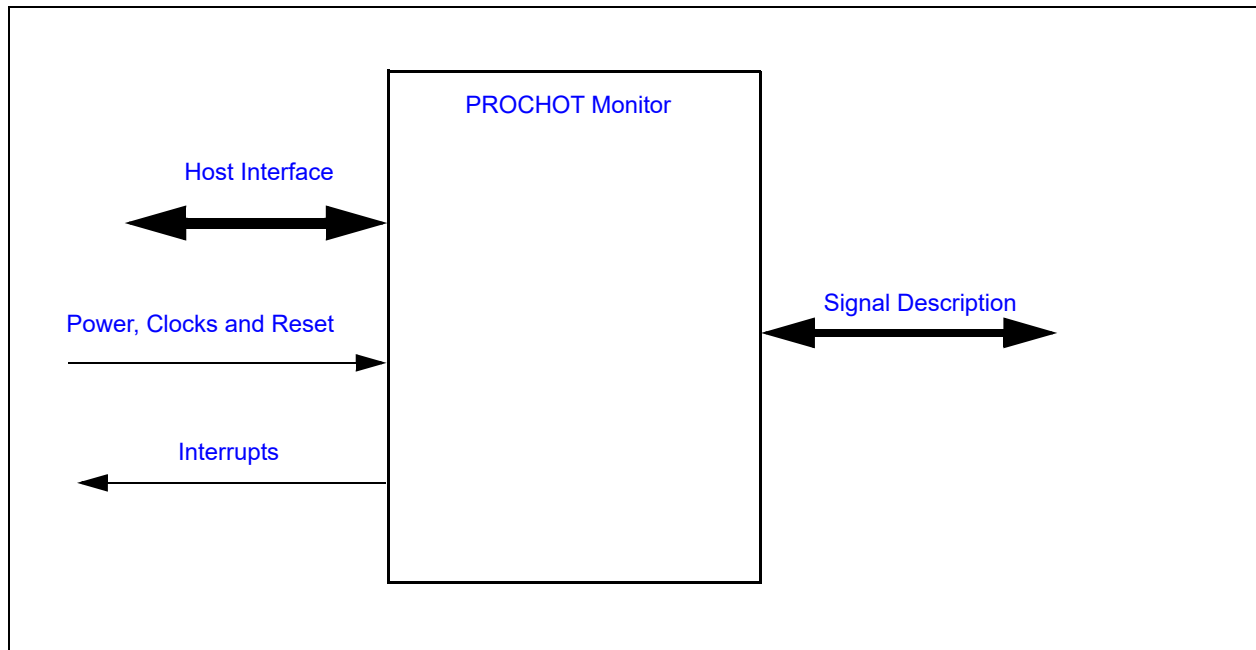 PROCHOT Monitor
Host Interface
Signal Description
Power, Clocks and Reset
Interrupts